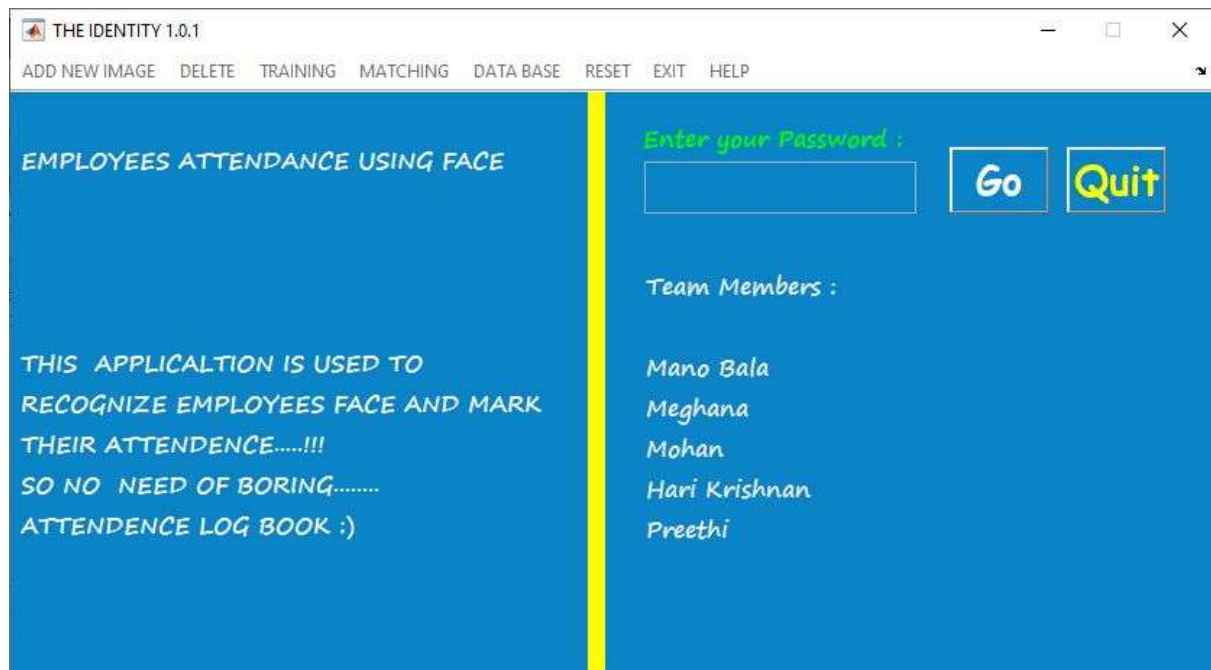 THE IDENTITY 1.0.1
ADD NEW IMAGE DELETE TRAINING MATCHING DATA BASE RESET EXIT HELP
EMPLOYEES ATTENDANCE USING FACE
THIS APPLICALTION IS USED TO
RECOGNIZE EMPLOYEES FACE AND MARK
THEIR ATTENDENCE.....!!!
SO NO NEED OF BORING........
ATTENDENCE LOG BOOK :)
Enter your Password :
Go Quit
Team Members :
Mano Bala
Meghana
Mohan
Hari Krishnan
Preethi